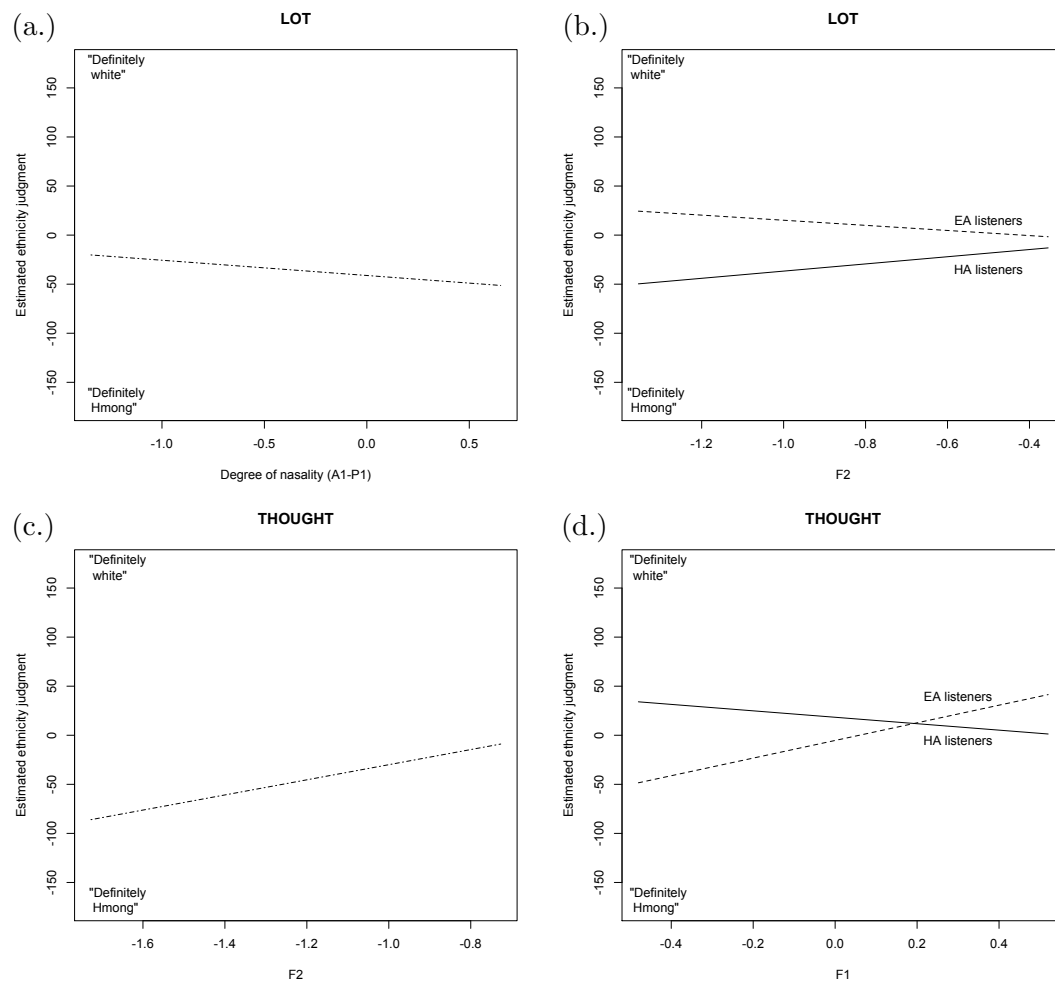 (a.)
LOT
"Definitely
white"
Estimated ethnicity judgment
150
100
50
0
-50
-100
-150
"Definitely
Hmong"
-1.0 -0.5 0.0 0.5
Degree of nasality (A1-P1)
(b.)
LOT
"Definitely
white"
Estimated ethnicity judgment
150
100
50
0
-50
-100
-150
EA listeners
HA listeners
"Definitely
Hmong"
-1.2 -1.0 -0.8 -0.6 -0.4
F2
(c.)
THOUGHT
"Definitely
white"
Estimated ethnicity judgment
150
100
50
0
-50
-100
-150
"Definitely
Hmong"
-1.6 -1.4 -1.2 -1.0 -0.8
F2
(d.)
THOUGHT
"Definitely
white"
Estimated ethnicity judgment
150
100
50
0
-50
-100
-150
EA listeners
HA listeners
"Definitely
Hmong"
-0.4 -0.2 0.0 0.2 0.4
F1